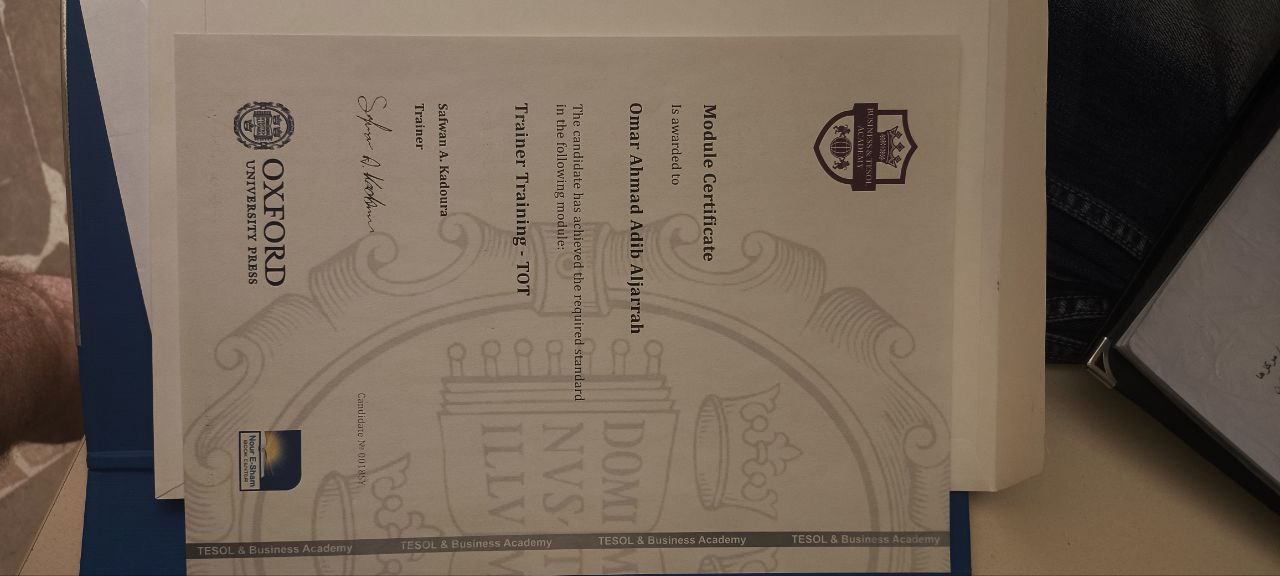 BUSINESS & TESOL
ACADEMY
Module Certificate
Is awarded to
Omar Ahmad Adib Aljarrah
The candidate has achieved the required standard
in the following module:
Trainer Training - TOT
Safwan A. Kadoura
Trainer
Candidate №
OXFORD
UNIVERSITY PRESS
Nour E-Sham
BOOK CENTER
DOMI
NVS
ILLV
TESOL & Business Academy TESOL & Business Academy TESOL & Business Academy TESOL & Business Academy